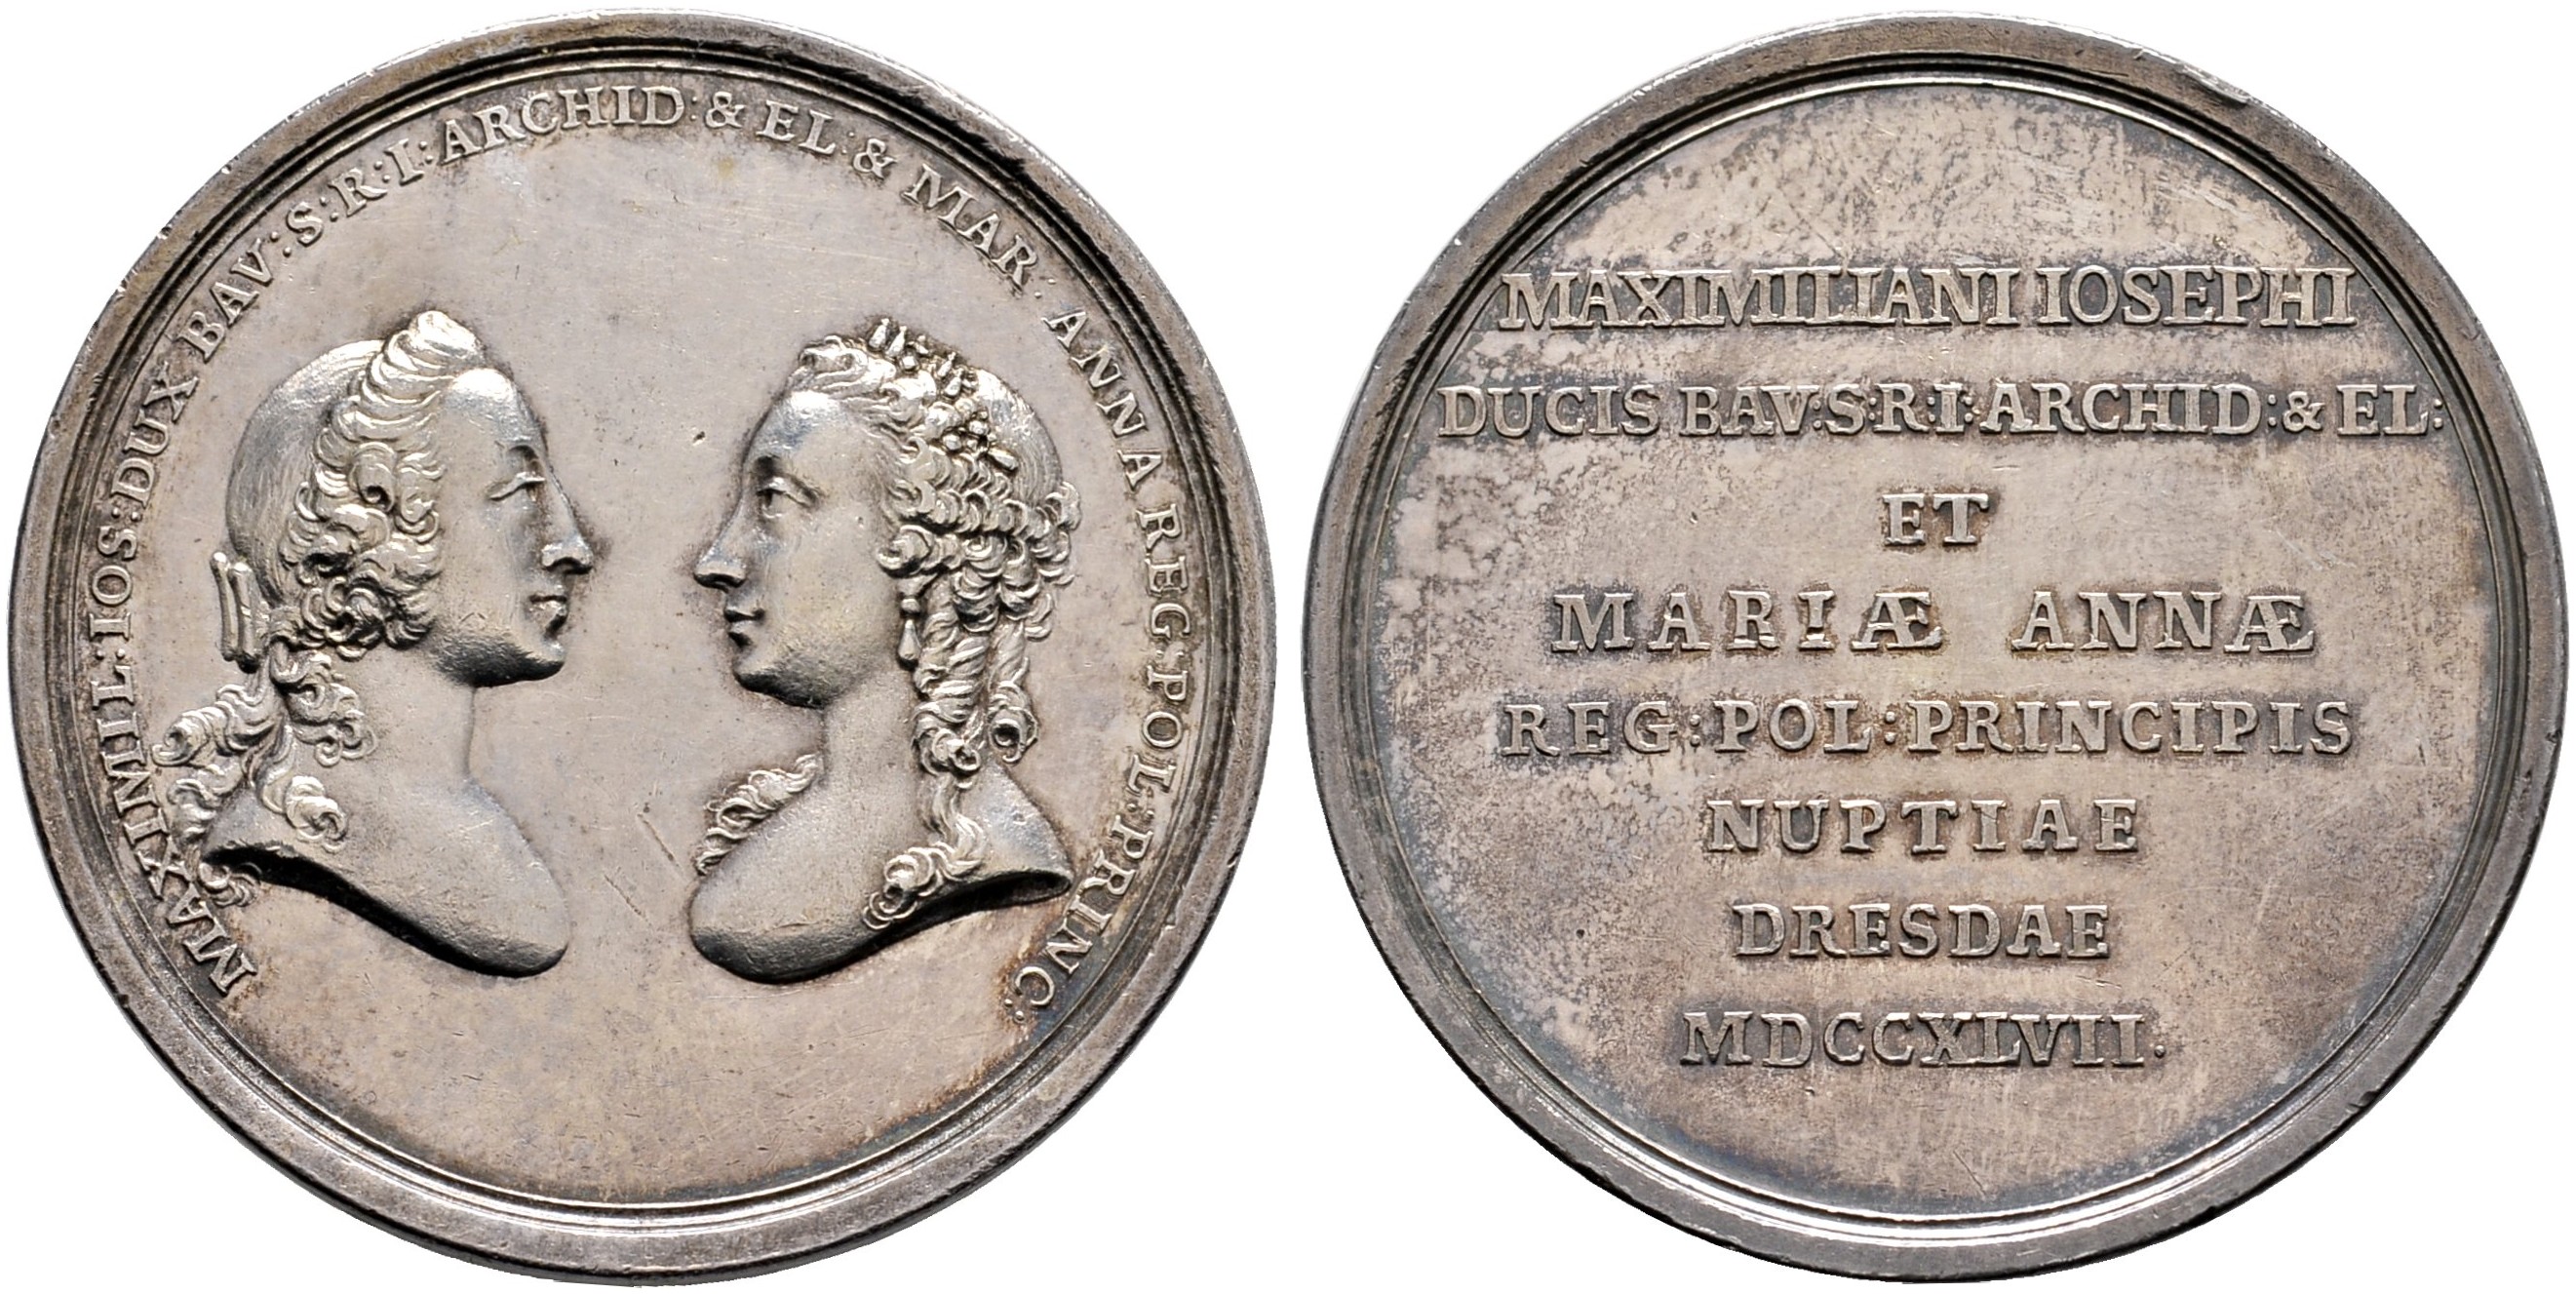 MAXIMIL:IOS:DUX BAV:S:R:I:ARCHID:& EL:& MAR: ANNA REG:POL:PRINC:
MAXIMILIANI IOSEPHI
DUCIS BAV:S:R:I:ARCHID:& EL:
ET
MARIÆ ANNÆ
REG:POL:PRINCIPIS
NUPTIAE
DRESDAE
MDCCXLVII.